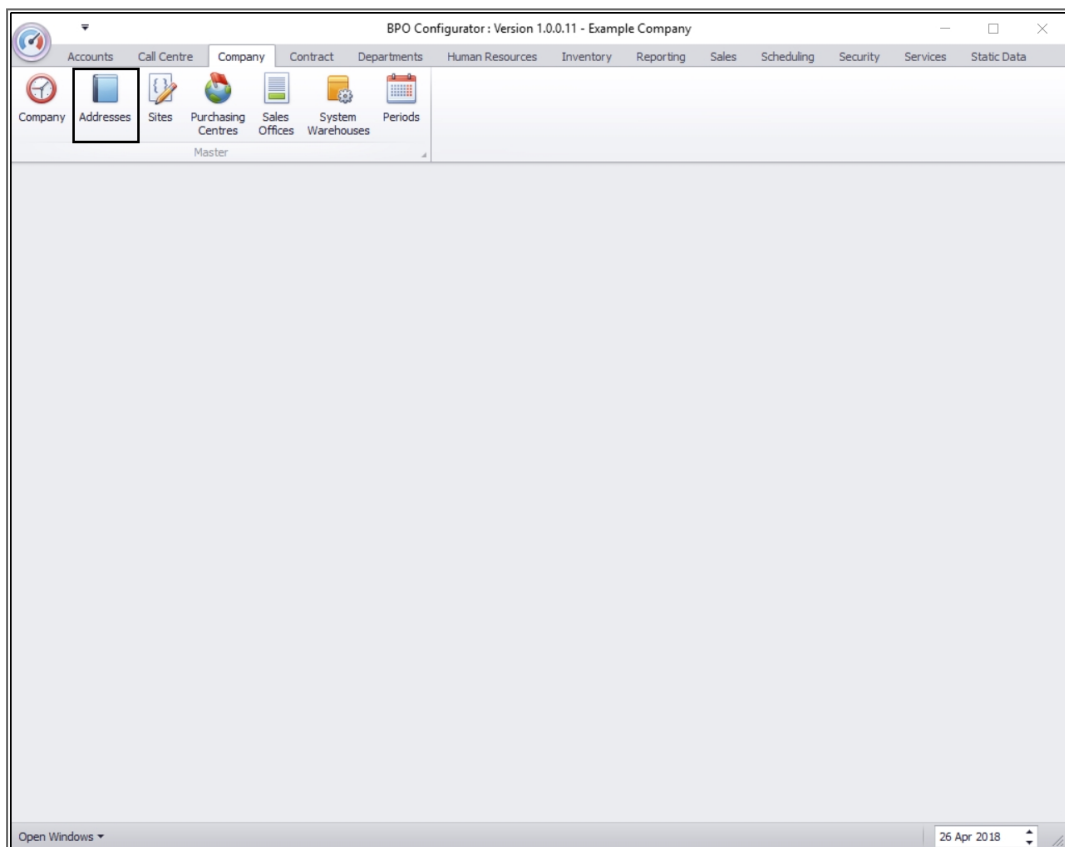 BPO Configurator : Version 1.0.0.11 - Example Company
Accounts Call Centre Company Contract Departments Human Resources Inventory Reporting Sales Scheduling Security Services Static Data
Company Addresses Sites Purchasing Sales System Periods
Centres Offices Warehouses
Master
Open Windows 26 Apr 2018